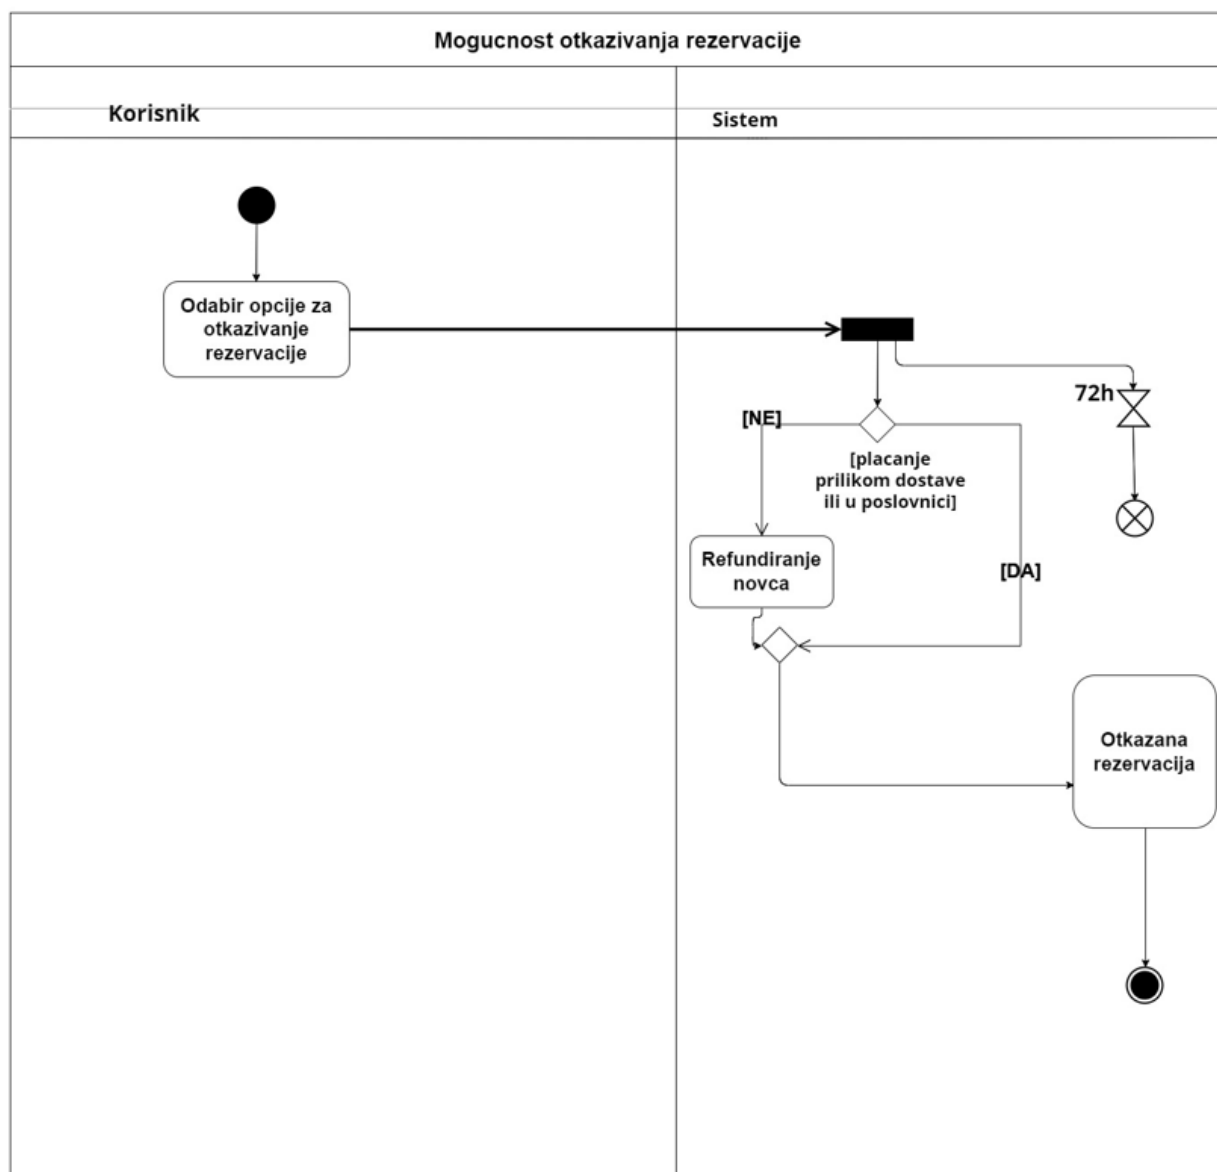 Mogucnost otkazivanja rezervacije
Korisnik
Sistem
Odabir opcije za
otkazivanje
rezervacije
72h
[NE]
[placanje
prilikom dostave
ili u poslovnici]
Refundiranje
novca
[DA]
Otkazana
rezervacija